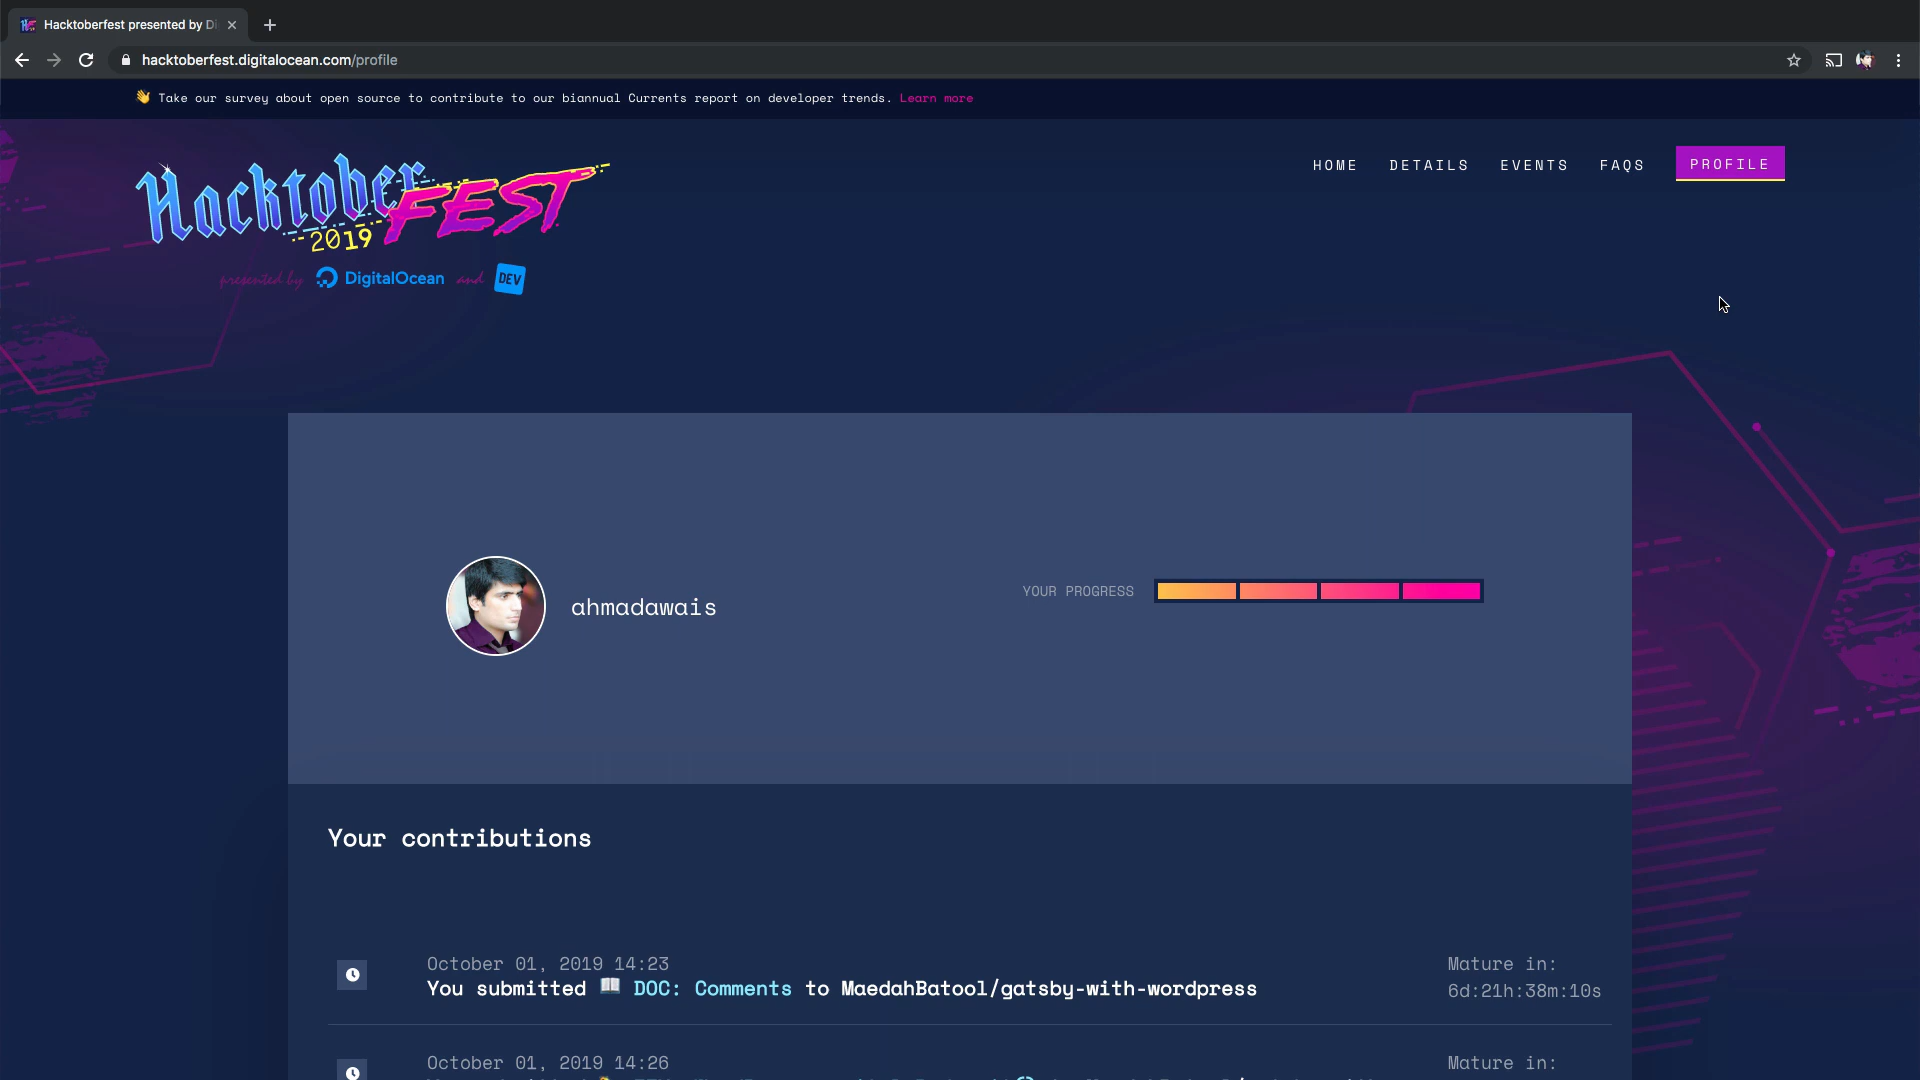 Hacktoberfest presented by Di
hacktoberfest.digitalocean.com/profile
👋 Take our survey about open source to contribute to our biannual Currents report on developer trends. Learn more
Hacktober FEST
2019
presented by DigitalOcean and DEV
HOME DETAILS EVENTS FAQS PROFILE
ahmadawais
YOUR PROGRESS
Your contributions
October 01, 2019 14:23
Mature in:
You submitted 📖 DOC: Comments to MaedahBatool/gatsby-with-wordpress
6d:21h:38m:10s
October 01, 2019 14:26
Mature in: